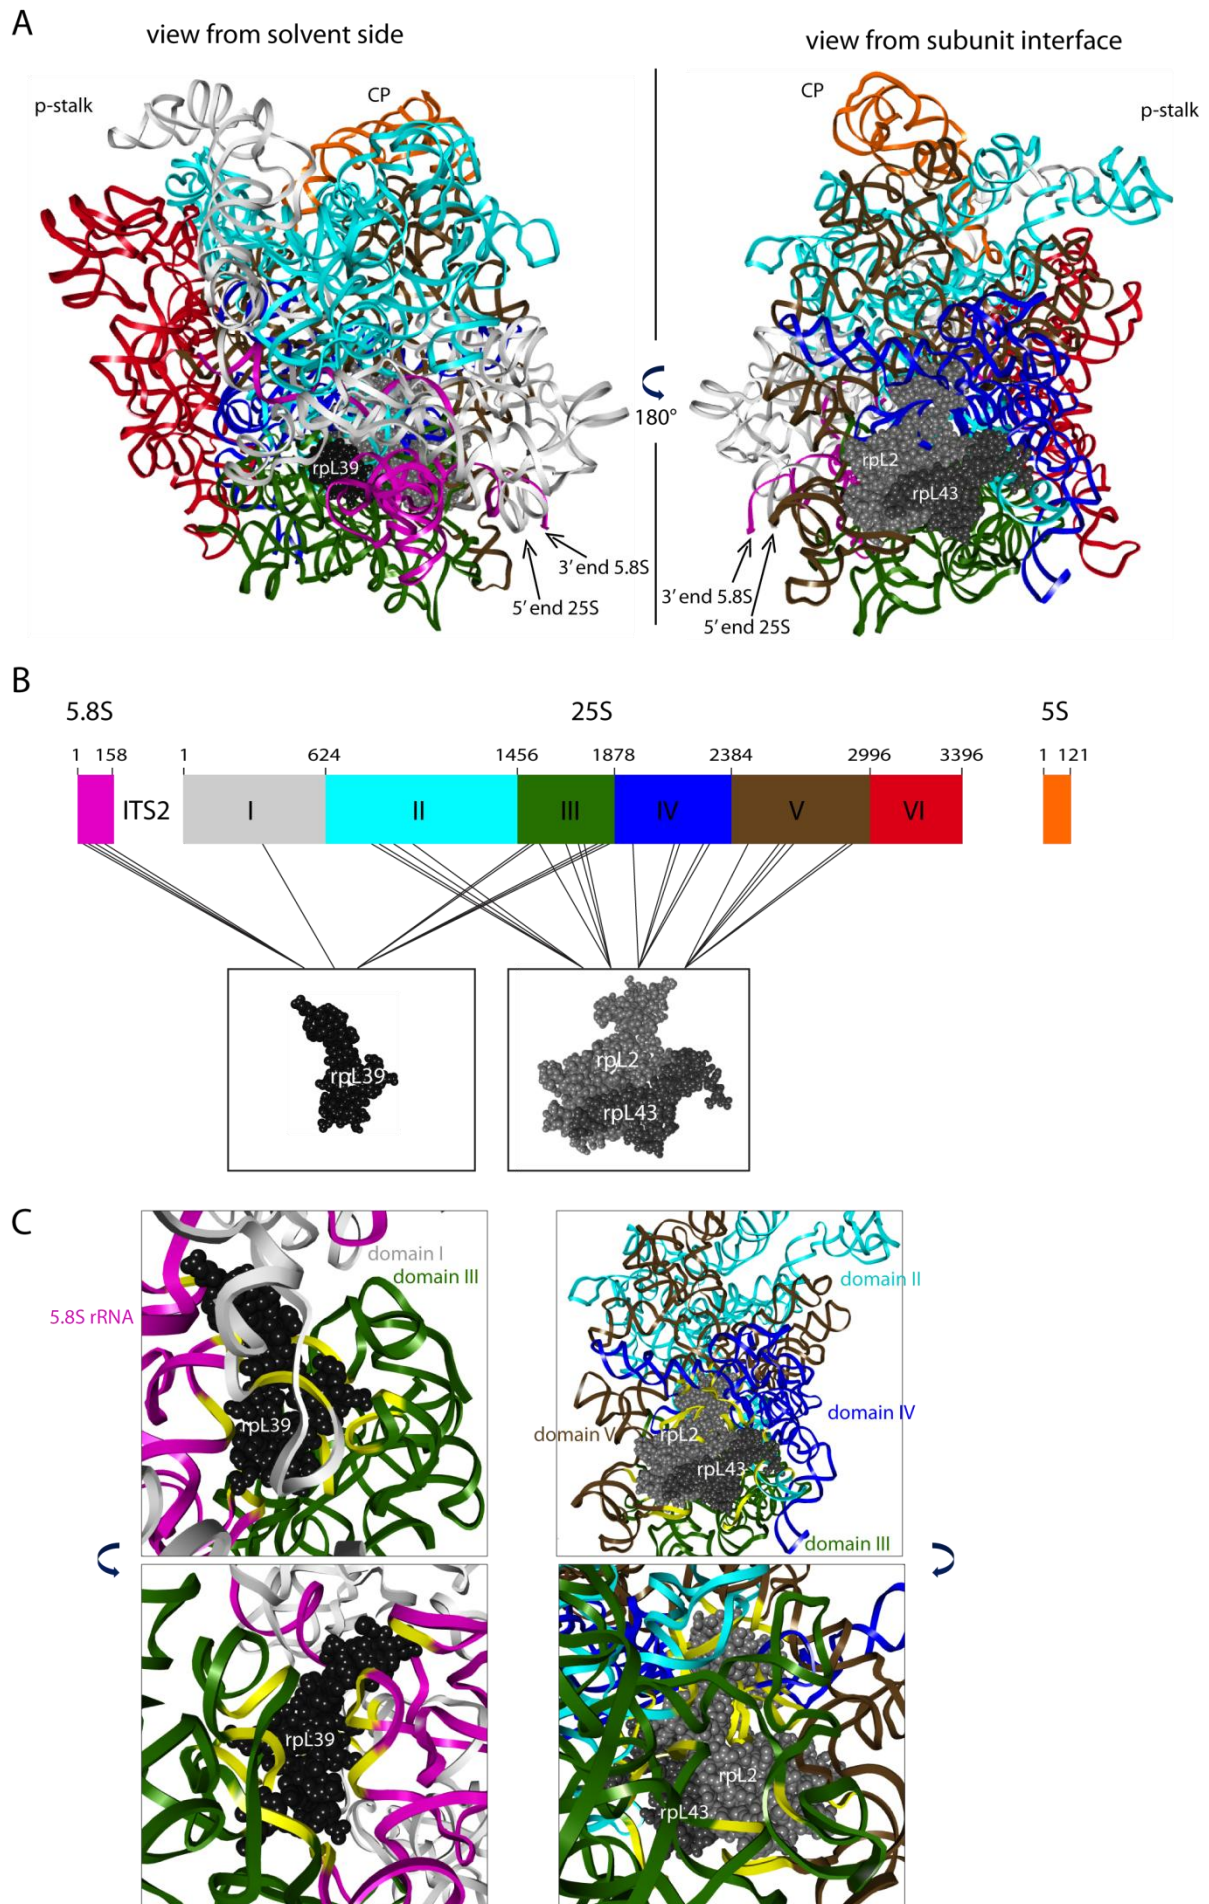 A
view from solvent side
view from subunit interface
p-stalk
CP
CP
p-stalk
180°
rpL39
rpL2
rpL43
3′ end 5.8S
5′ end 25S
3′ end 5.8S
5′ end 25S
B
5.8S
25S
5S
1 158
1
624
1456
1878
2384
2996
3396
1 121
ITS2
I
II
III
IV
V
VI
rpL39
rpL2
rpL43
C
domain I
domain III
5.8S rRNA
rpL39
domain II
domain IV
domain V
rpL2
rpL43
domain III
rpL39
rpL2
rpL43